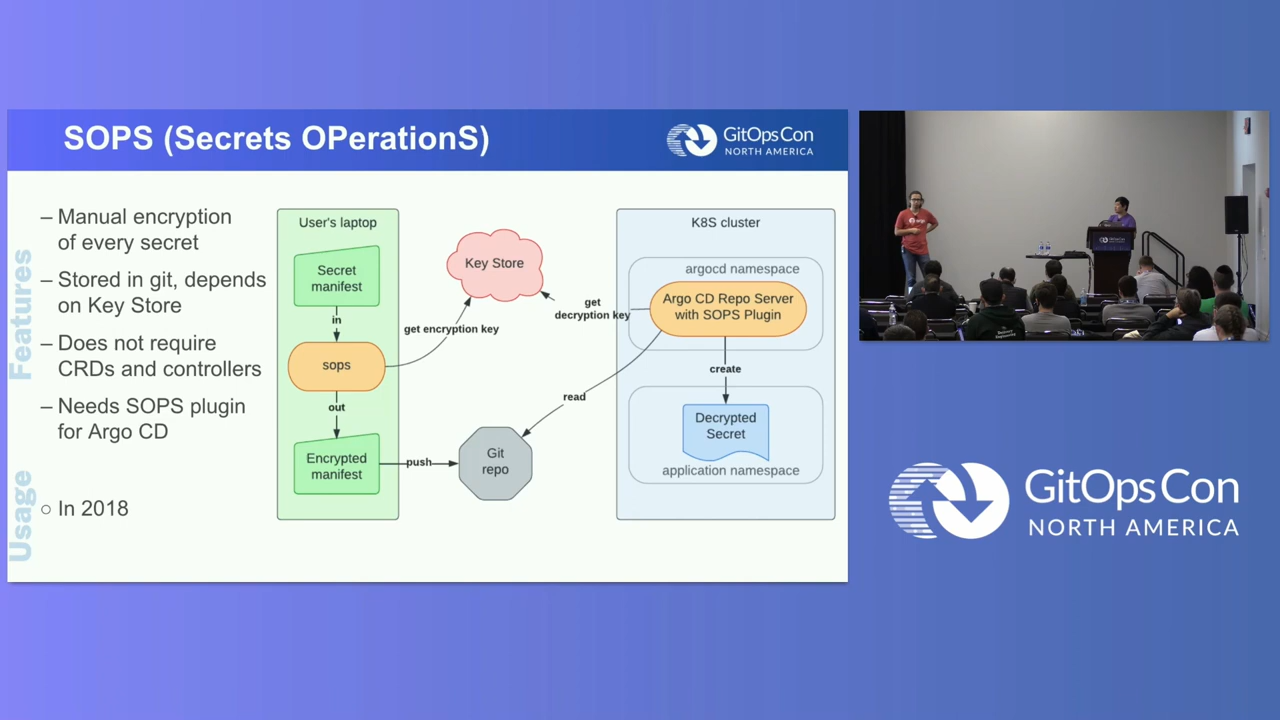 SOPS (Secrets OPerationS)
GitOpsCon
NORTH AMERICA
Features
– Manual encryption
of every secret
– Stored in git, depends
on Key Store
– Does not require
CRDs and controllers
– Needs SOPS plugin
for Argo CD
Usage
○ In 2018
User's laptop
Secret
manifest
in
sops
out
Encrypted
manifest
push
get encryption key
Key Store
Git
repo
read
get
decryption key
K8S cluster
argocd namespace
Argo CD Repo Server
with SOPS Plugin
create
Decrypted
Secret
application namespace
GitOpsCon
GitOpsCon
NORTH AMERICA